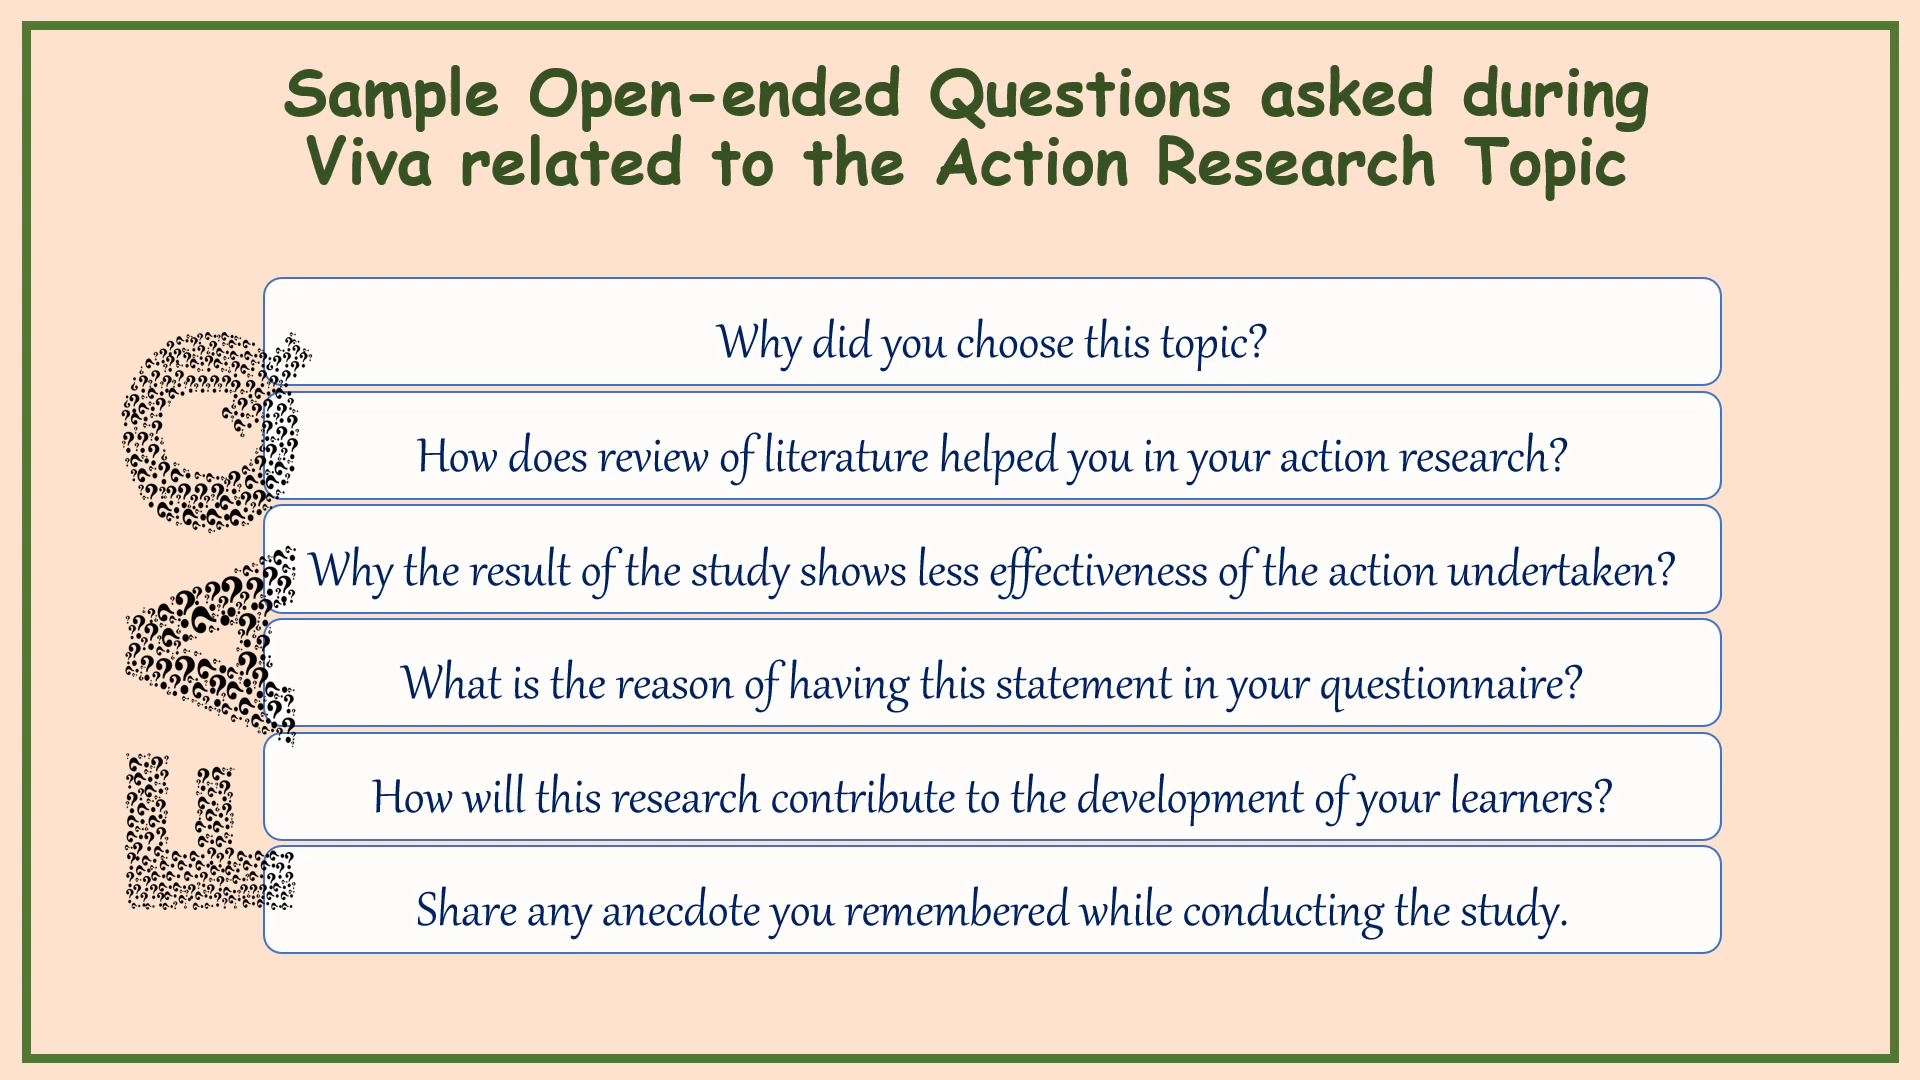 Sample Open-ended Questions asked during
Viva related to the Action Research Topic
FAQ
Why did you choose this topic?
How does review of literature helped you in your action research?
Why the result of the study shows less effectiveness of the action undertaken?
What is the reason of having this statement in your questionnaire?
How will this research contribute to the development of your learners?
Share any anecdote you remembered while conducting the study.